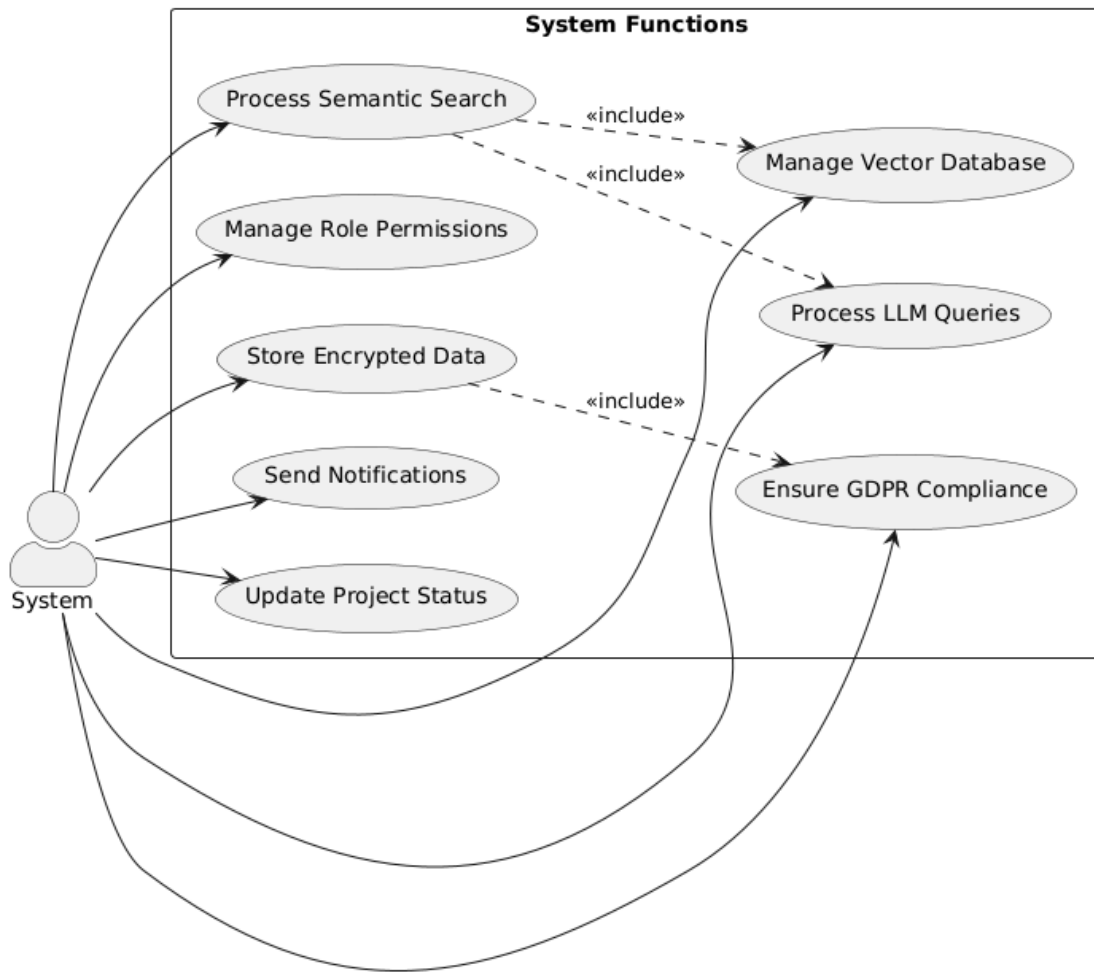 System Functions
Process Semantic Search
«include»
Manage Vector Database
«include»
Manage Role Permissions
Process LLM Queries
Store Encrypted Data
«include»
Send Notifications
Ensure GDPR Compliance
Update Project Status
System